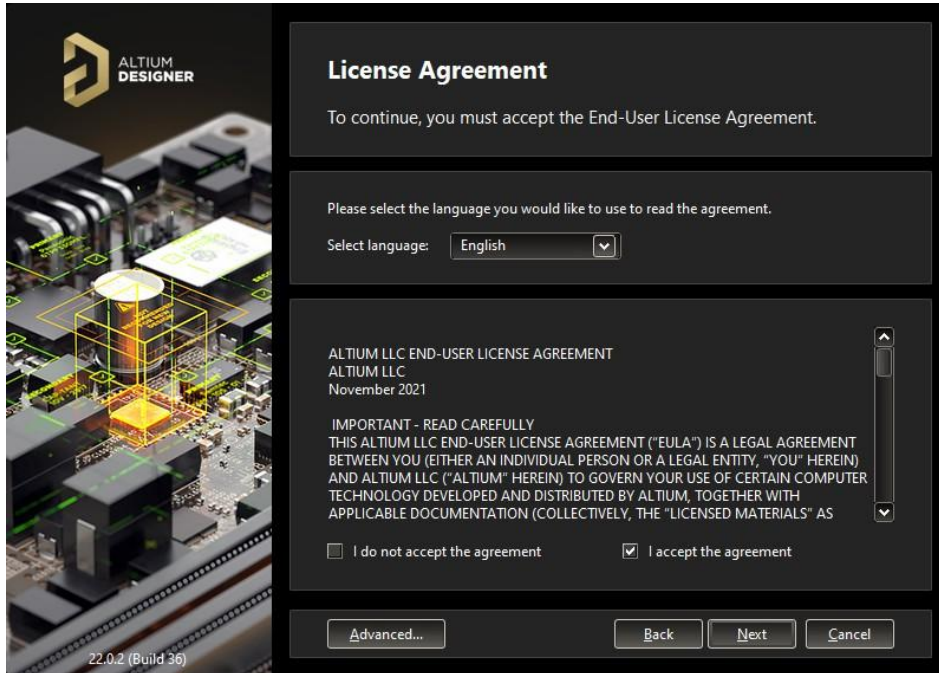 ALTIUM
DESIGNER
22.0.2 (Build 36)
License Agreement
To continue, you must accept the End-User License Agreement.
Please select the language you would like to use to read the agreement.
Select language: English
ALTIUM LLC END-USER LICENSE AGREEMENT
ALTIUM LLC
November 2021
IMPORTANT - READ CAREFULLY
THIS ALTIUM LLC END-USER LICENSE AGREEMENT ("EULA") IS A LEGAL AGREEMENT
BETWEEN YOU (EITHER AN INDIVIDUAL PERSON OR A LEGAL ENTITY, "YOU" HEREIN)
AND ALTIUM LLC ("ALTIUM" HEREIN) TO GOVERN YOUR USE OF CERTAIN COMPUTER
TECHNOLOGY DEVELOPED AND DISTRIBUTED BY ALTIUM, TOGETHER WITH
APPLICABLE DOCUMENTATION (COLLECTIVELY, THE "LICENSED MATERIALS" AS
I do not accept the agreement I accept the agreement
Advanced... Back Next Cancel